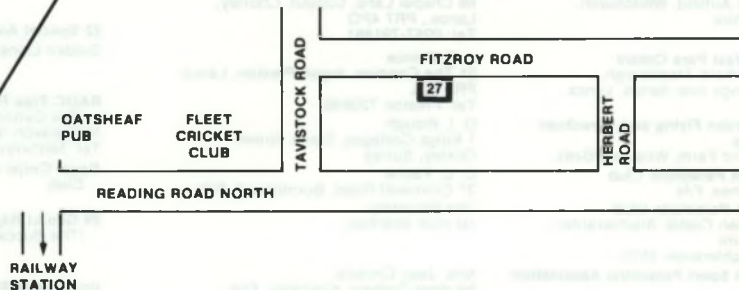 FITZROY ROAD
27
TAVISTOCK ROAD
HERBERT
ROAD
OATSHEAF
PUB
FLEET
CRICKET
CLUB
READING ROAD NORTH
RAILWAY
STATION